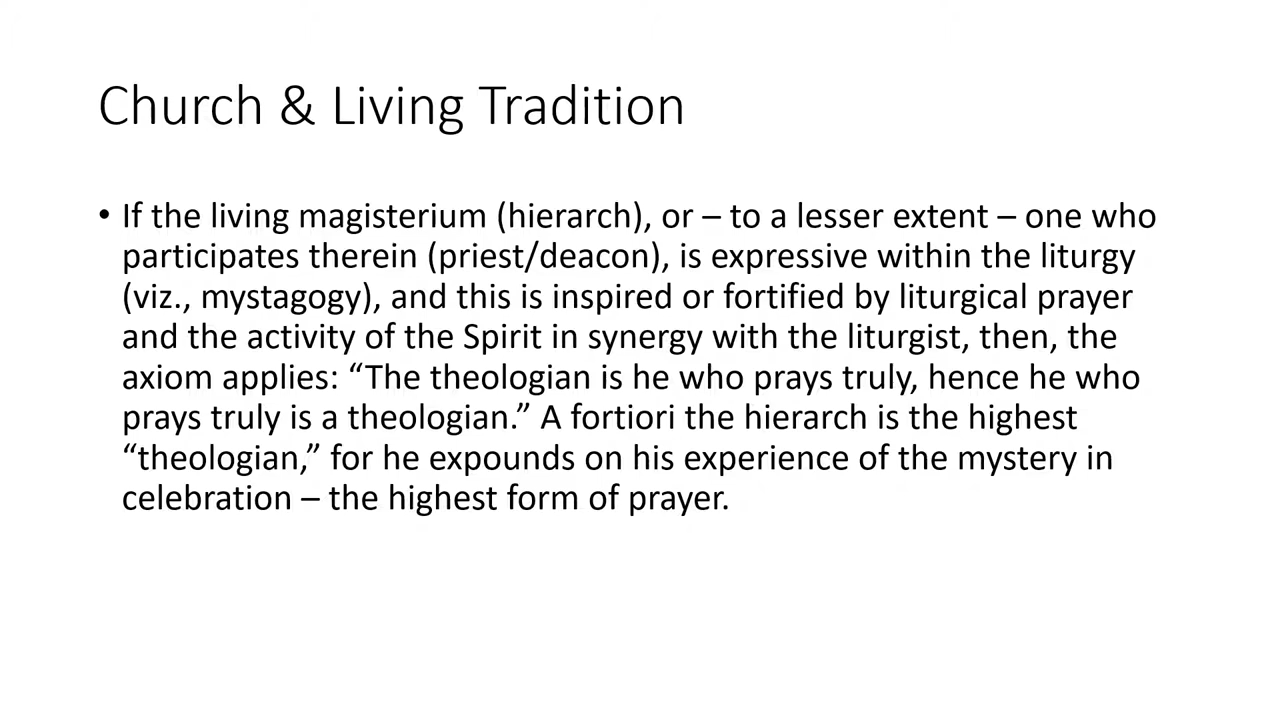 Church & Living Tradition
• If the living magisterium (hierarch), or – to a lesser extent – one who
participates therein (priest/deacon), is expressive within the liturgy
(viz., mystagogy), and this is inspired or fortified by liturgical prayer
and the activity of the Spirit in synergy with the liturgist, then, the
axiom applies: “The theologian is he who prays truly, hence he who
prays truly is a theologian.” A fortiori the hierarch is the highest
“theologian,” for he expounds on his experience of the mystery in
celebration – the highest form of prayer.